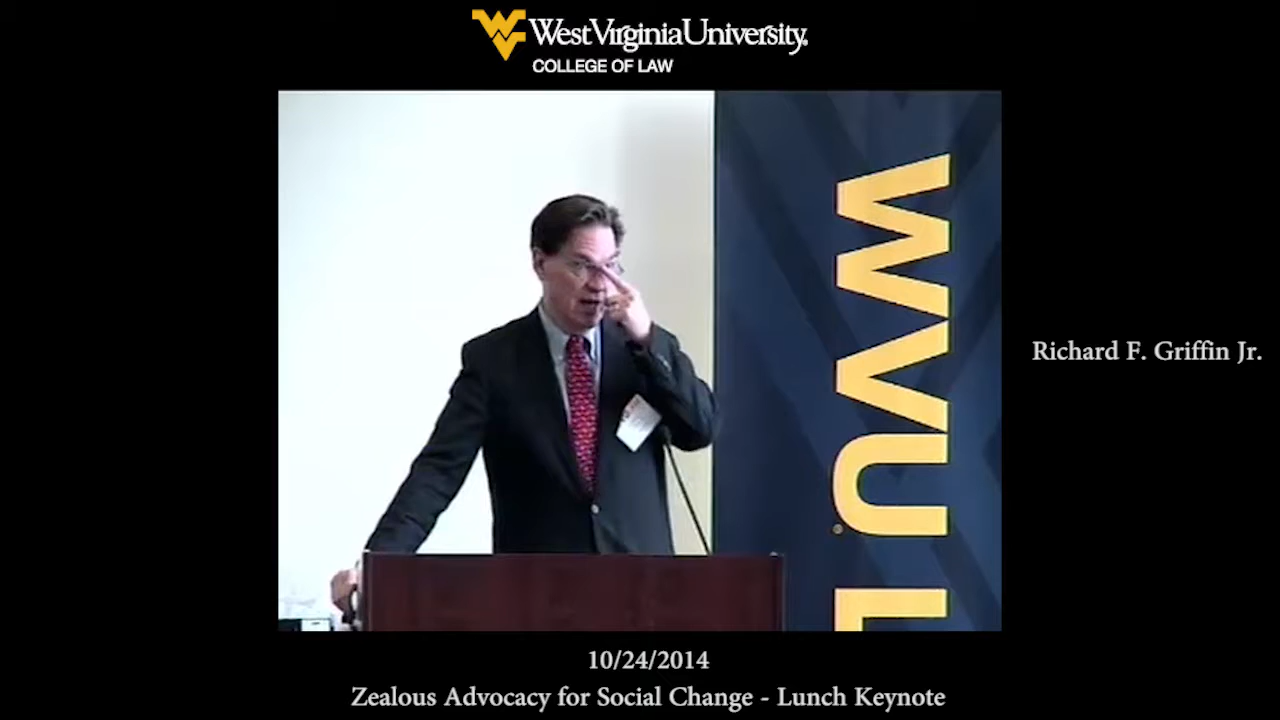 WestVirginiaUniversity.
COLLEGE OF LAW
WVU L
Richard F. Griffin Jr.
10/24/2014
Zealous Advocacy for Social Change - Lunch Keynote